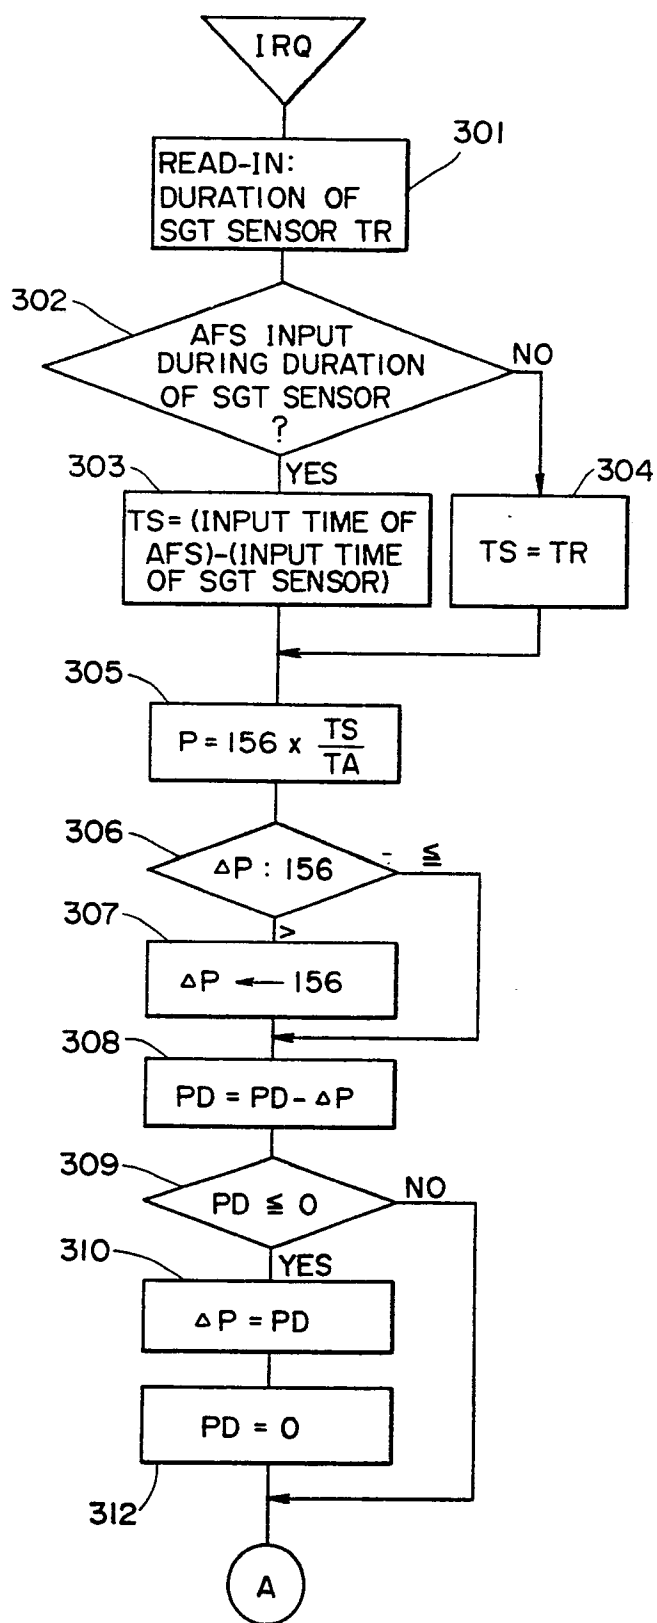 IRQ
301
READ-IN:
DURATION OF
SGT SENSOR TR
302
AFS INPUT
DURING DURATION
OF SGT SENSOR
?
NO
YES
303
TS= (INPUT TIME OF
AFS)-(INPUT TIME
OF SGT SENSOR)
304
TS = TR
305
P = 156 x TS
TA
306
ΔP : 156
≦
>
307
ΔP ← 156
308
PD = PD- ΔP
309
PD ≦ 0
NO
YES
310
ΔP = PD
PD = 0
312
A